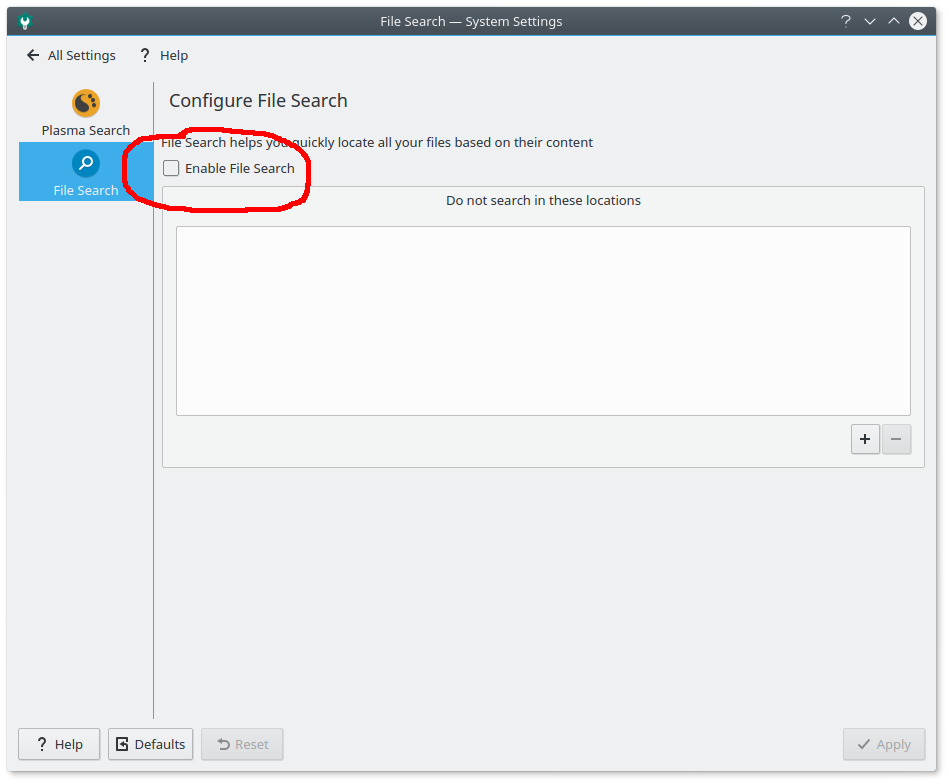 File Search — System Settings
All Settings ? Help
Plasma Search
File Search
Configure File Search
File Search helps you quickly locate all your files based on their content
Enable File Search
Do not search in these locations
+ −
? Help Defaults Reset Apply